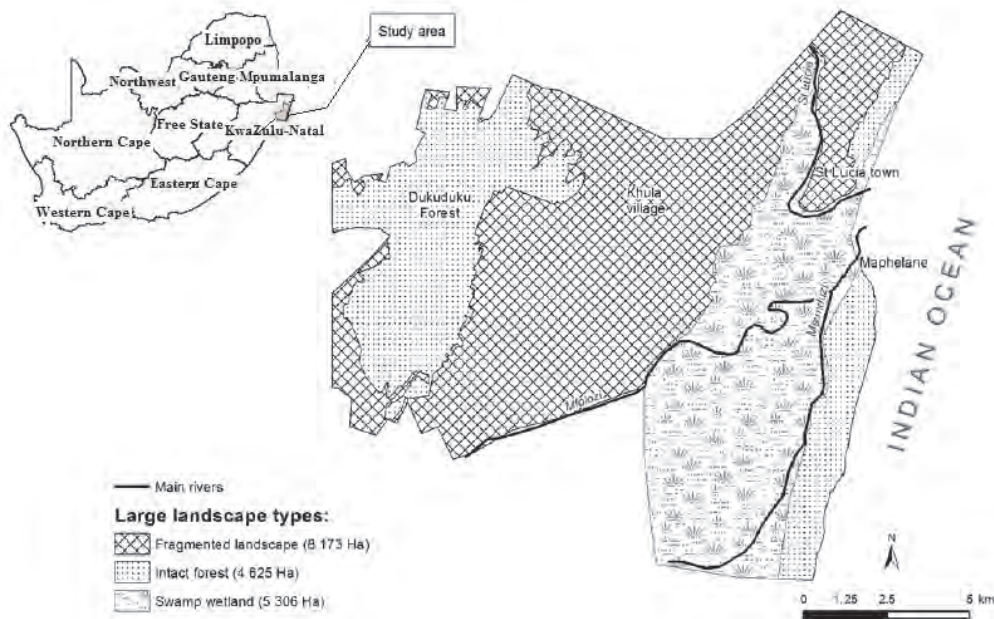 Study area
Limpopo
Northwest
Gauteng Mpumalanga
Free State
KwaZulu-Natal
Northern Cape
Eastern Cape
Western Cape
St Lucia
St Lucia town
Dukuduku
Forest
Khula
village
Maphelane
Msunduzi
Mfolozi
INDIAN OCEAN
Main rivers
Large landscape types:
Fragmented landscape (8 173 Ha)
Intact forest (4 625 Ha)
Swamp wetland (5 306 Ha)
N
0 1,25 2.5 5 km